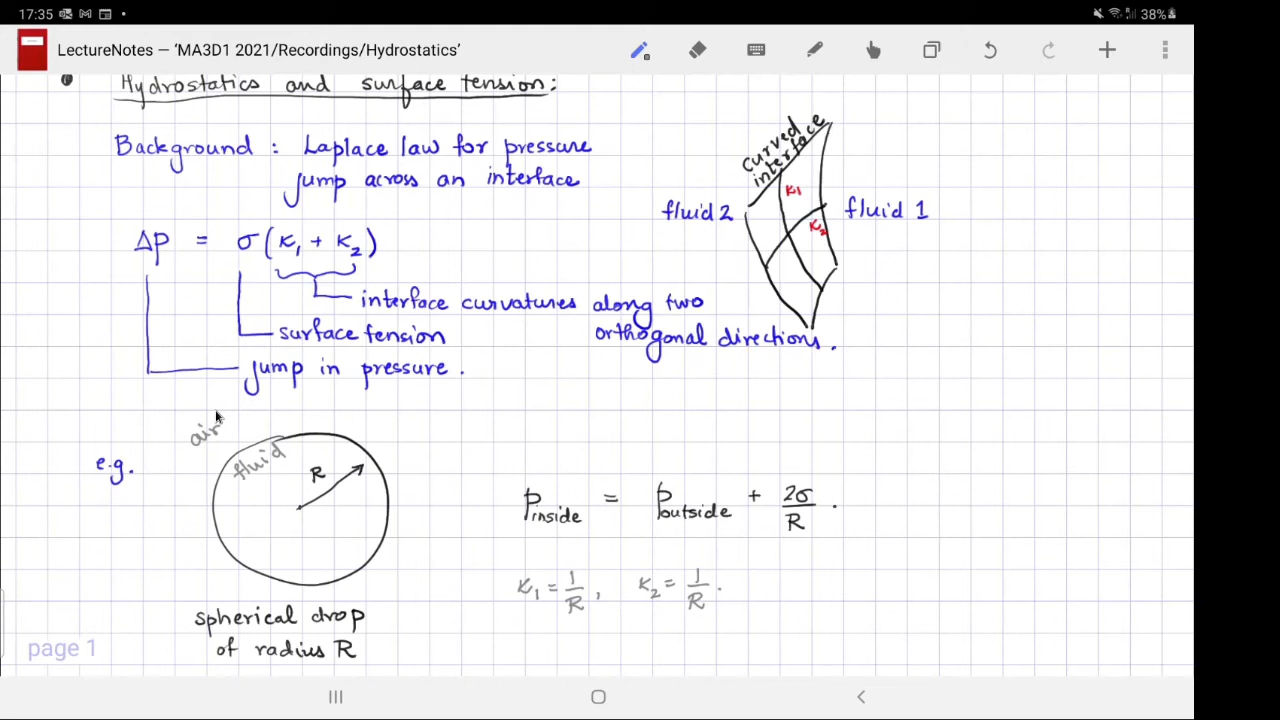 17:35
38%
LectureNotes — ‘MA3D1 2021/Recordings/Hydrostatics’
Hydrostatics and surface tension:
Background : Laplace law for pressure
jump across an interface
Δp = σ(κ₁ + κ₂)
interface curvatures along two
orthogonal directions.
surface tension
jump in pressure.
curved
interface
κ₁
κ₂
fluid 2
fluid 1
e.g.
air
fluid
R
spherical drop
of radius R
p_inside = p_outside + 2σ/R .
κ₁ = 1/R , κ₂ = 1/R .
page 1